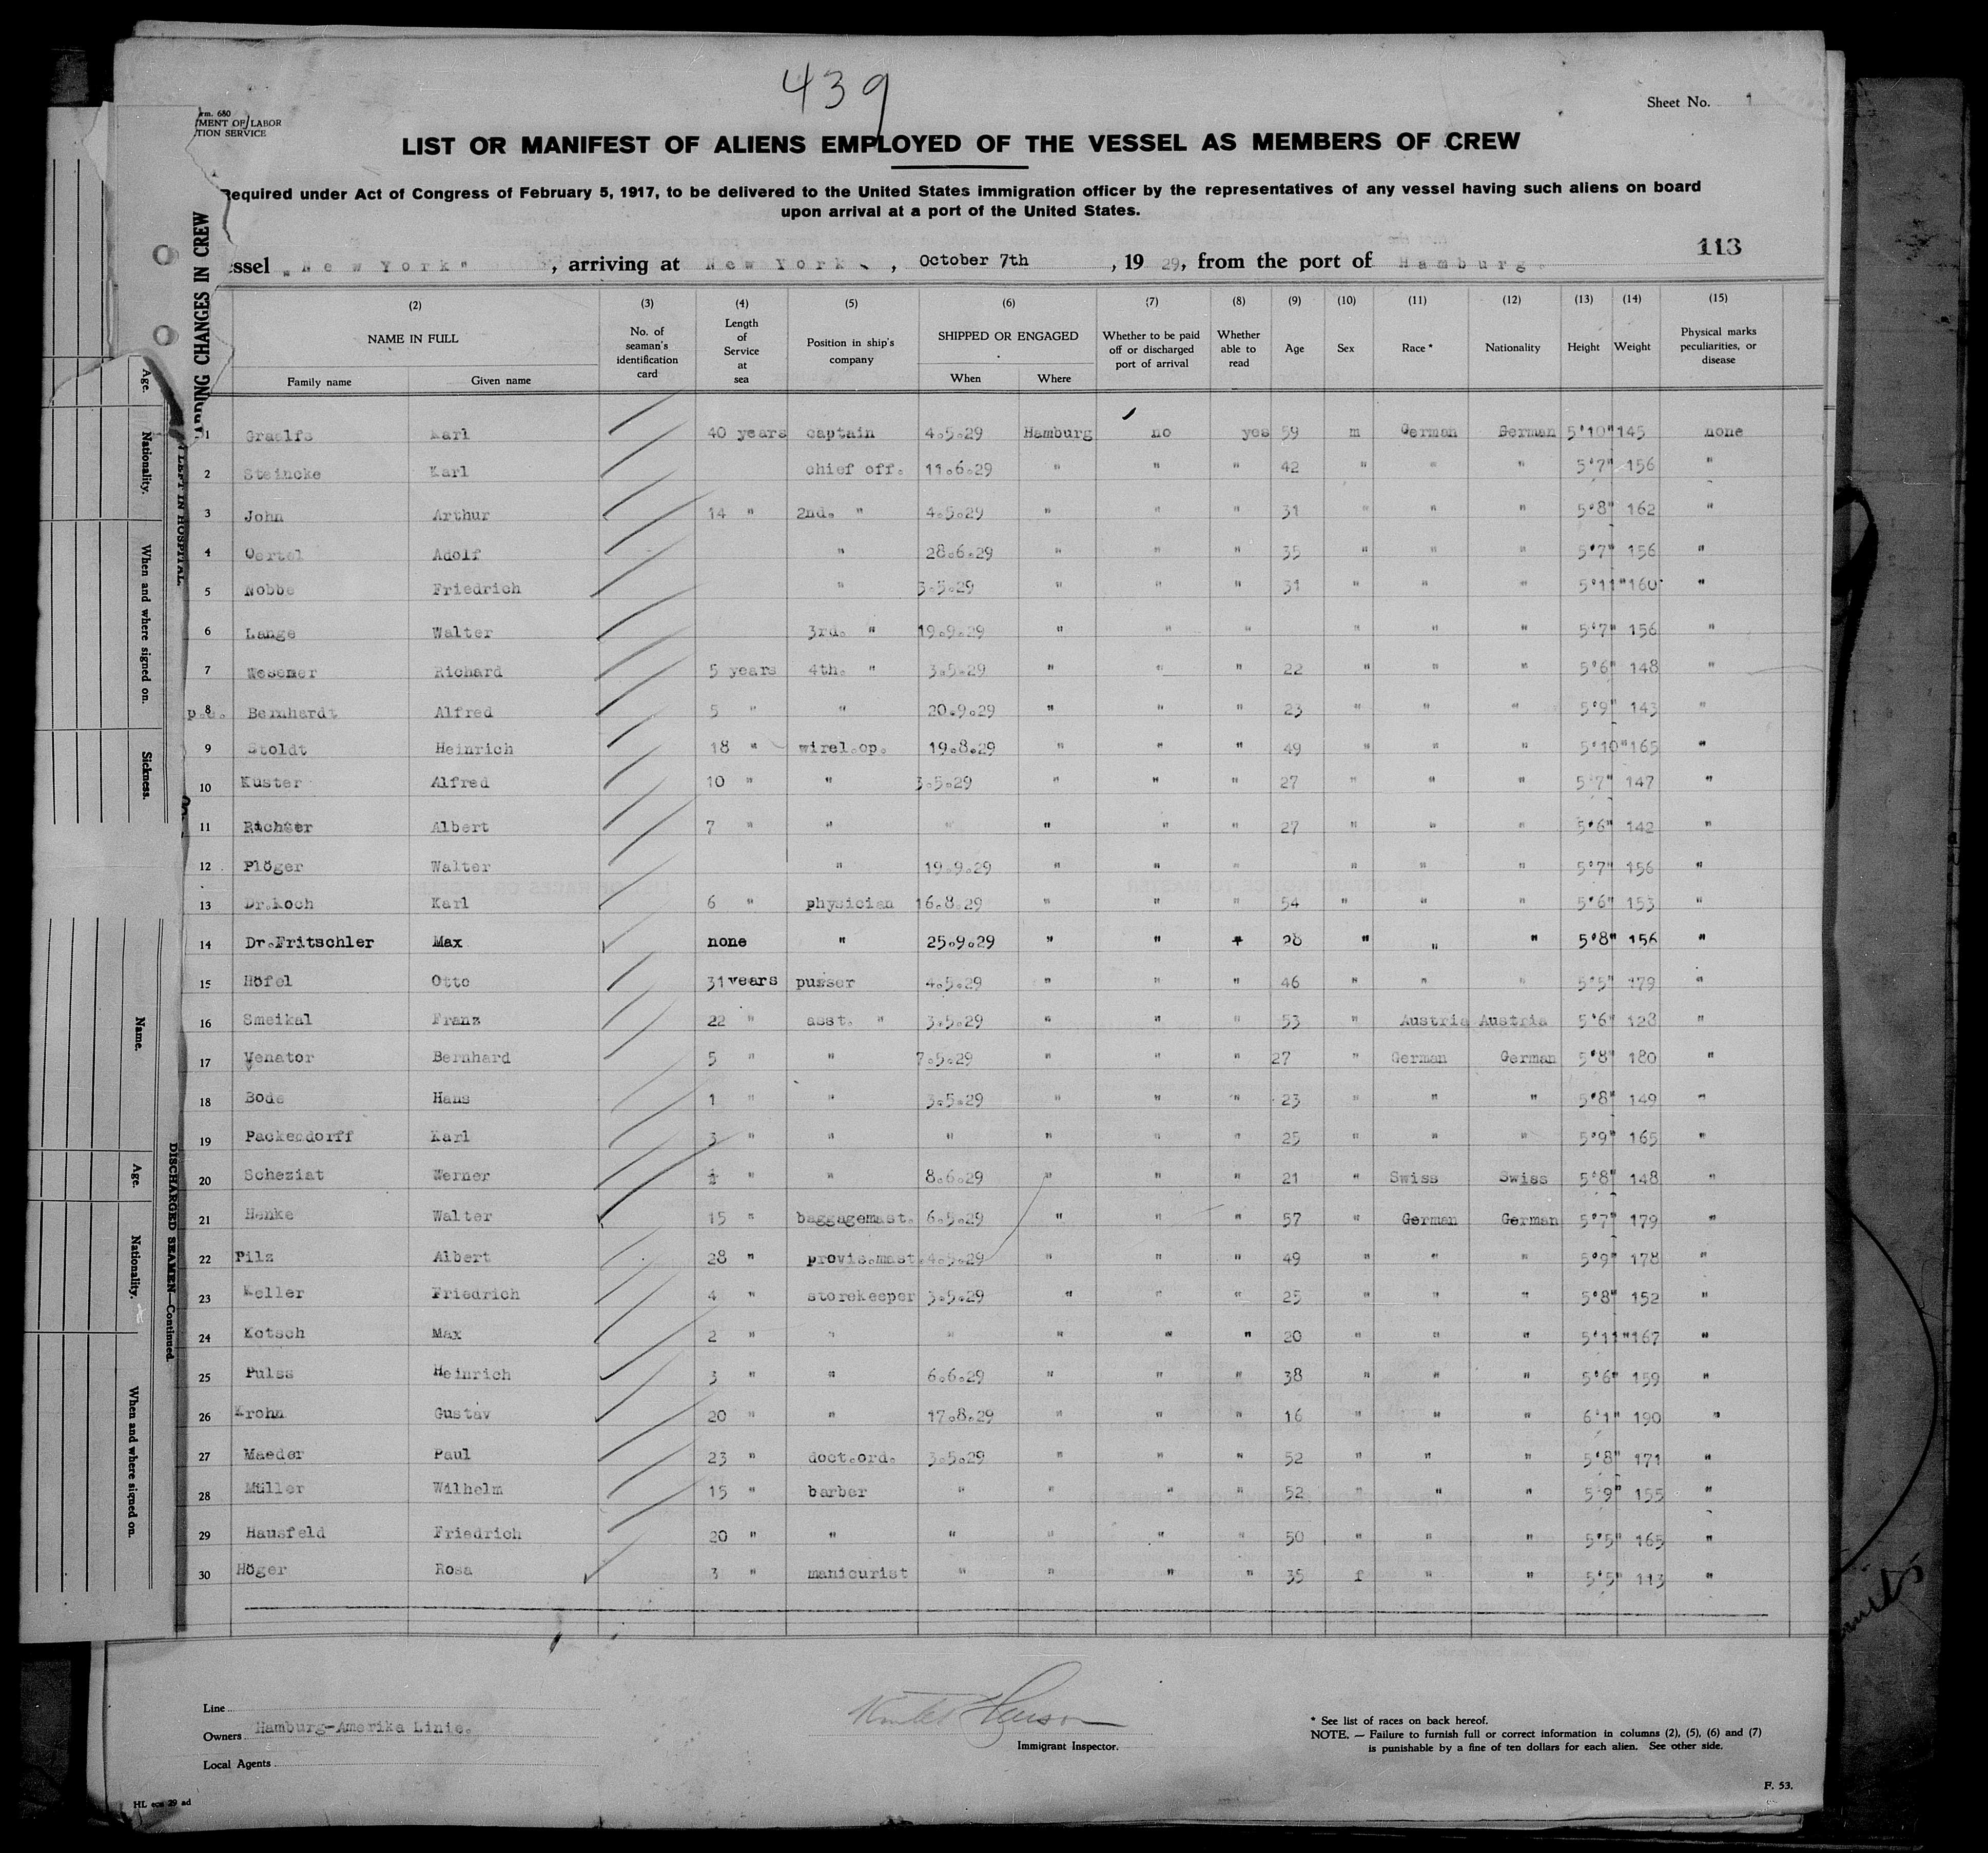 439
Sheet No. 1
rm. 680
MENT OF LABOR
TION SERVICE
LIST OR MANIFEST OF ALIENS EMPLOYED OF THE VESSEL AS MEMBERS OF CREW
Required under Act of Congress of February 5, 1917, to be delivered to the United States immigration officer by the representatives of any vessel having such aliens on board
upon arrival at a port of the United States.
113
essel "New York", arriving at New York., October 7th, 1929, from the port of Hamburg.
(2) (3) (4) (5) (6) (7) (8) (9) (10) (11) (12) (13) (14) (15)
NAME IN FULL
Family name Given name
No. of
seaman's
identification
card
Length
of
Service
at
sea
Position in ship's
company
SHIPPED OR ENGAGED
When Where
Whether to be paid
off or discharged
port of arrival
Whether
able to
read
Age
Sex
Race *
Nationality
Height
Weight
Physical marks
peculiarities, or
disease
1 Graalfs Karl 40 years captain 4.5.29 Hamburg no yes 59 m German German 5'10" 145 none
2 Steincke Karl chief off. 11.6.29 " " " 42 " " " 5'7" 156 "
3 John Arthur 14 " 2nd. " 4.5.29 " " " 31 " " " 5'8" 162 "
4 Oertel Adolf " 28.6.29 " " " 35 " " " 5'7" 156 "
5 Nobbe Friedrich " 3.5.29 " " " 31 " " " 5'11" 160 "
6 Lange Walter 3rd. " 19.9.29 " " " " " " 5'7" 156 "
7 Wesener Richard 5 years 4th. " 3.5.29 " " " 22 " " " 5'6" 148 "
8 Bernhardt Alfred 5 " " 20.9.29 " " " 23 " " " 5'9" 143 "
9 Stoldt Heinrich 18 " wirel.op. 19.8.29 " " " 49 " " " 5'10" 165 "
10 Kuster Alfred 10 " " 3.5.29 " " " 27 " " " 5'7" 147 "
11 Richter Albert 7 " " " " " " 27 " " " 5'6" 142 "
12 Plöger Walter " 19.9.29 " " " " " " 5'7" 156 "
13 Dr.Koch Karl 6 " physician 16.8.29 " " " 54 " " " 5'6" 153 "
14 Dr.Fritschler Max none " 25.9.29 " " " 28 " " " 5'8" 156 "
15 Höfel Otto 31 years purser 4.5.29 " " " 46 " " " 5'5" 179 "
16 Smeikal Franz 22 " asst. " 3.5.29 " " " 53 " Austria Austria 5'6" 128 "
17 Venator Bernhard 5 " " 7.5.29 " " 27 " German German 5'8" 180 "
18 Bode Hans 1 " " 3.5.29 " " " 23 " " " 5'8" 149 "
19 Packendorff Karl 3 " " " " " " 25 " " " 5'9" 165 "
20 Scheziat Werner " " 8.6.29 " " " 21 " Swiss Swiss 5'8" 148 "
21 Henke Walter 15 " baggagemast. 6.5.29 " " " 57 " German German 5'7" 179 "
22 Pilz Albert 28 " provis.mast. 4.5.29 " " " 49 " " " 5'9" 178 "
23 Keller Friedrich 4 " storekeeper 3.5.29 " " " 25 " " " 5'8" 152 "
24 Kotsch Max 2 " " " " " " 20 " " " 5'11" 167 "
25 Pulss Heinrich 3 " " 6.6.29 " " " 38 " " " 5'6" 159 "
26 Krohn Gustav 20 " " 17.8.29 " " " 16 " " " 6'1" 190 "
27 Maeder Paul 23 " doct.ord. 3.5.29 " " " 52 " " " 5'8" 171 "
28 Müller Wilhelm 15 " barber " " " " 52 " " " 5'9" 155 "
29 Hausfeld Friedrich 20 " " " " " " 50 " " " 5'5" 165 "
30 Höger Rosa 3 " manicurist " " " " 35 f " " 5'5" 113 "
Line
Owners Hamburg-Amerika Linie.
Local Agents
Immigrant Inspector.
* See list of races on back hereof.
NOTE. — Failure to furnish full or correct information in columns (2), (5), (6) and (7)
is punishable by a fine of ten dollars for each alien. See other side.
F. 53.
ARDING CHANGES IN CREW
LEFT IN HOSPITAL
Age.
Nationality.
When and where signed on.
Sickness.
DISCHARGED SEAMEN—Continued.
Name.
Age.
Nationality.
When and where signed on.